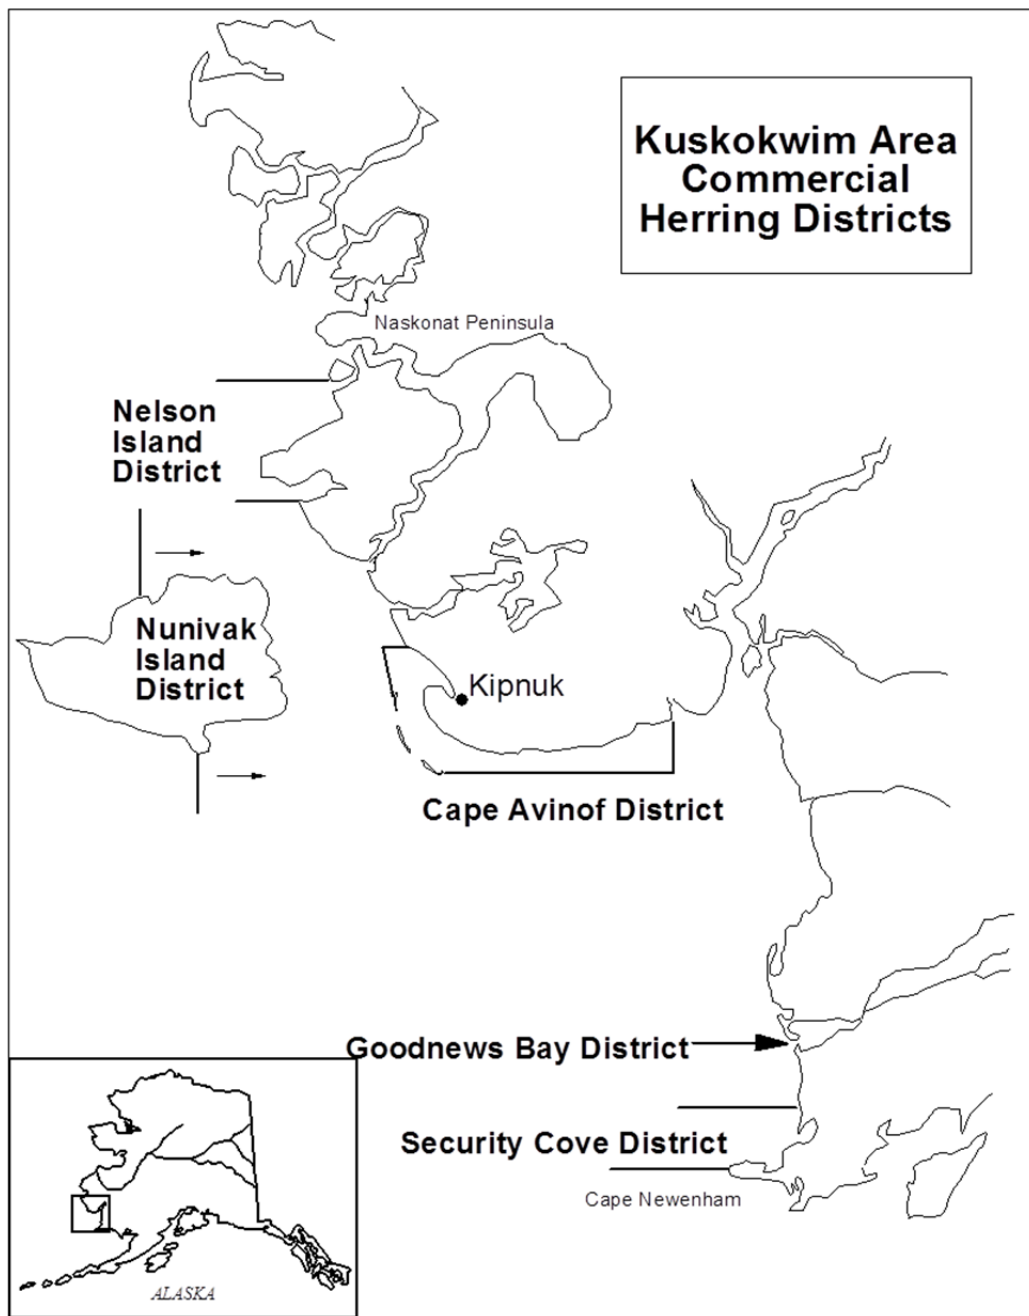 Kuskokwim Area
Commercial
Herring Districts
Naskonat Peninsula
Nelson
Island
District
Nunivak
Island
District
Kipnuk
Cape Avinof District
Goodnews Bay District
Security Cove District
Cape Newenham
ALASKA